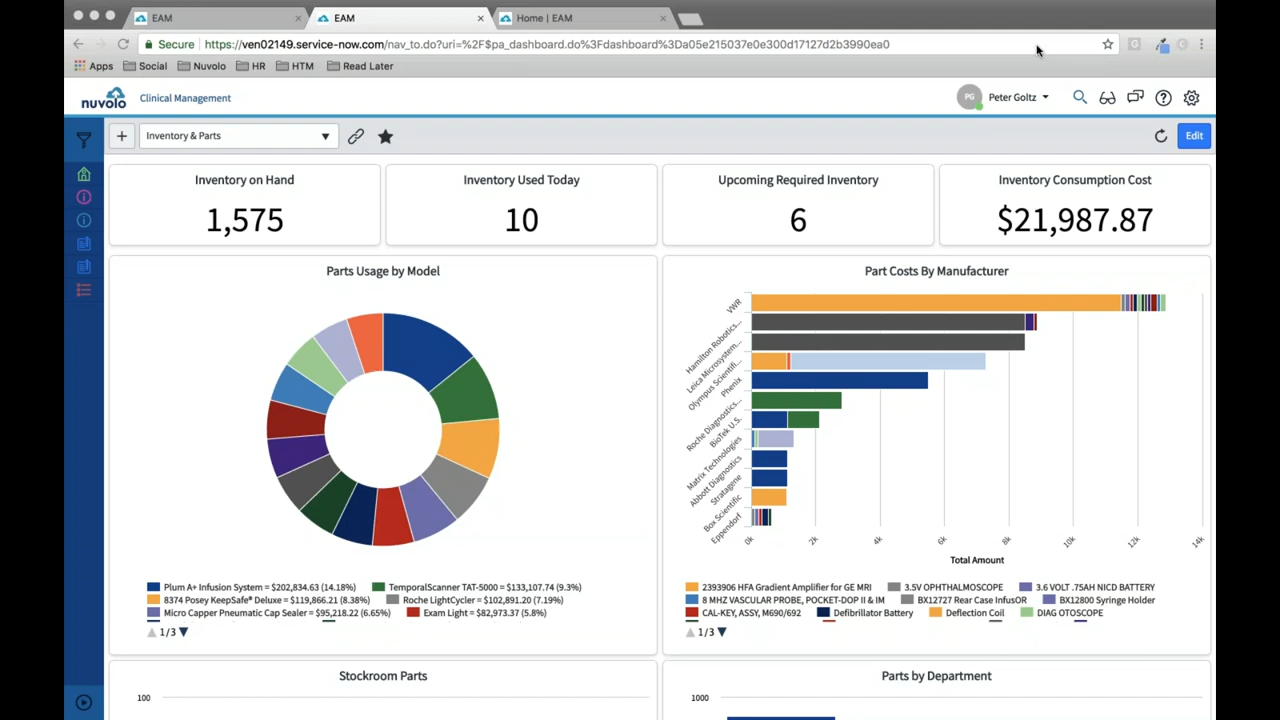 EAM
EAM
Home | EAM
Secure
https://ven02149.service-now.com/nav_to.do?uri=%2F$pa_dashboard.do%3Fdashboard%3Da05e215037e0e300d17127d2b3990ea0
Apps Social Nuvolo HR HTM Read Later
nuvolo
Clinical Management
PG
Peter Goltz
Inventory & Parts
Edit
Inventory on Hand
1,575
Inventory Used Today
10
Upcoming Required Inventory
6
Inventory Consumption Cost
$21,987.87
Parts Usage by Model
Plum A+ Infusion System = $202,834.63 (14.18%)
TemporalScanner TAT-5000 = $133,107.74 (9.3%)
8374 Posey KeepSafe® Deluxe = $119,866.21 (8.38%)
Roche LightCycler = $102,891.20 (7.19%)
Micro Capper Pneumatic Cap Sealer = $95,218.22 (6.65%)
Exam Light = $82,973.37 (5.8%)
1/3
Part Costs By Manufacturer
VWR
Hamilton Robotics...
Leica Microsystem...
Olympus Scientifi...
Phenix
Roche Diagnostics...
BioTek U.S.
Matrix Technologies
Abbott Diagnostics
Stratagene
Box Scientific
Eppendorf
0k 2k 4k 6k 8k 10k 12k 14k
Total Amount
2393906 HFA Gradient Amplifier for GE MRI
3.5V OPHTHALMOSCOPE
3.6 VOLT .75AH NICD BATTERY
8 MHZ VASCULAR PROBE, POCKET-DOP II & IM
BX12727 Rear Case InfusOR
BX12800 Syringe Holder
CAL-KEY, ASSY, M690/692
Defibrillator Battery
Deflection Coil
DIAG OTOSCOPE
1/3
Stockroom Parts
100
Parts by Department
1000